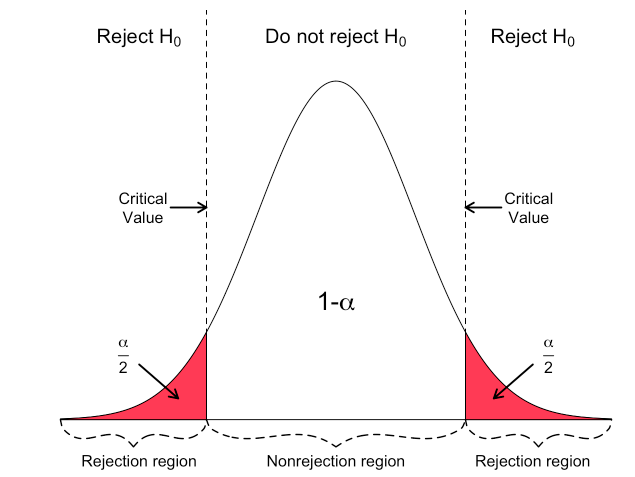 Reject H₀
Do not reject H₀
Reject H₀
Critical
Value
Critical
Value
1-α
α
2
α
2
Rejection region
Nonrejection region
Rejection region